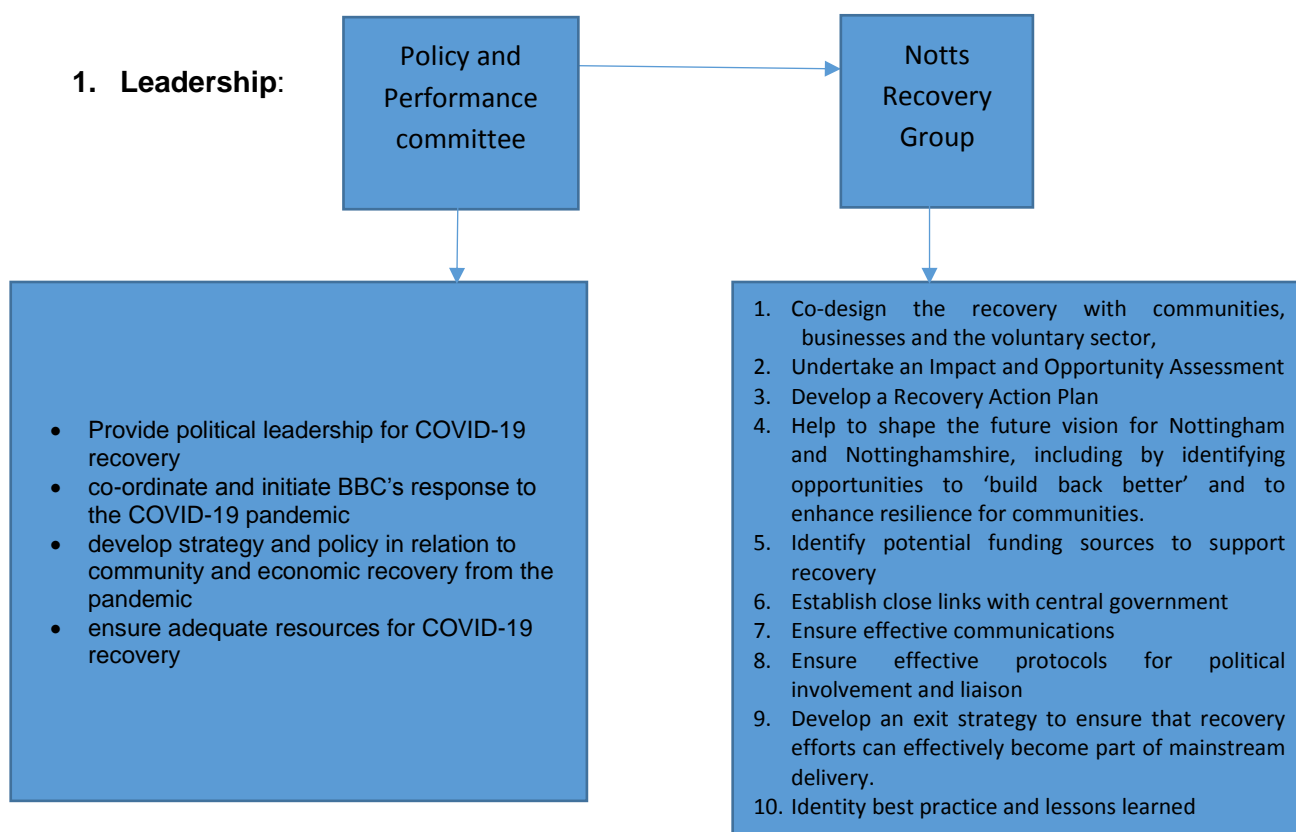 1. Leadership:
Policy and
Performance
committee
Notts
Recovery
Group
• Provide political leadership for COVID-19
recovery
• co-ordinate and initiate BBC’s response to
the COVID-19 pandemic
• develop strategy and policy in relation to
community and economic recovery from the
pandemic
• ensure adequate resources for COVID-19
recovery
1. Co-design the recovery with communities,
businesses and the voluntary sector,
2. Undertake an Impact and Opportunity Assessment
3. Develop a Recovery Action Plan
4. Help to shape the future vision for Nottingham
and Nottinghamshire, including by identifying
opportunities to ‘build back better’ and to
enhance resilience for communities.
5. Identify potential funding sources to support
recovery
6. Establish close links with central government
7. Ensure effective communications
8. Ensure effective protocols for political
involvement and liaison
9. Develop an exit strategy to ensure that recovery
efforts can effectively become part of mainstream
delivery.
10. Identity best practice and lessons learned